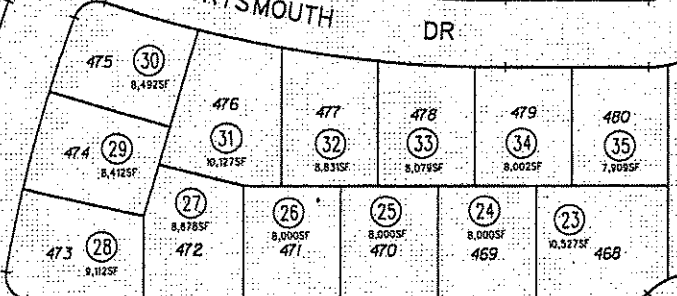 RTSMOUTH DR
475 30 8,492SF
476 31 10,127SF
477 32 8,831SF
478 33 8,079SF
479 34 8,002SF
480 35 7,909SF
474 29 8,412SF
473 28 9,112SF
27 8,878SF 472
26 8,000SF 471
25 8,000SF 470
24 8,000SF 469
23 10,527SF 468